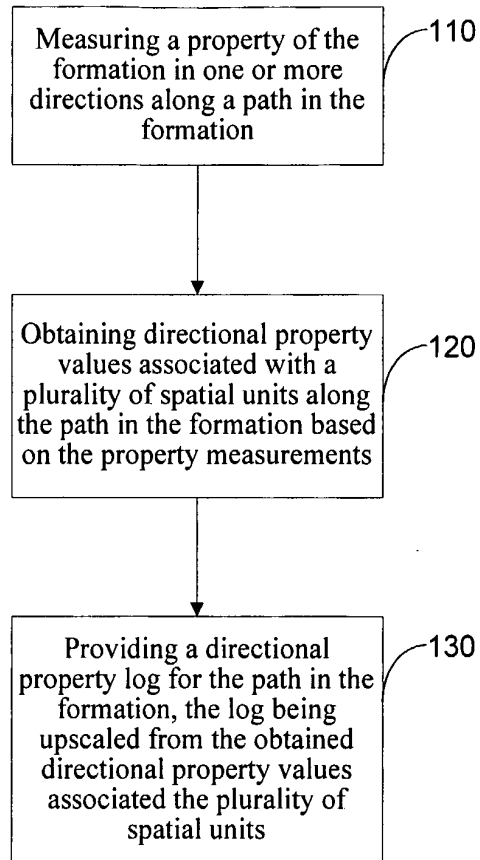 Measuring a property of the
formation in one or more
directions along a path in the
formation
110
Obtaining directional property
values associated with a
plurality of spatial units along
the path in the formation based
on the property measurements
120
Providing a directional
property log for the path in the
formation, the log being
upscaled from the obtained
directional property values
associated the plurality of
spatial units
130